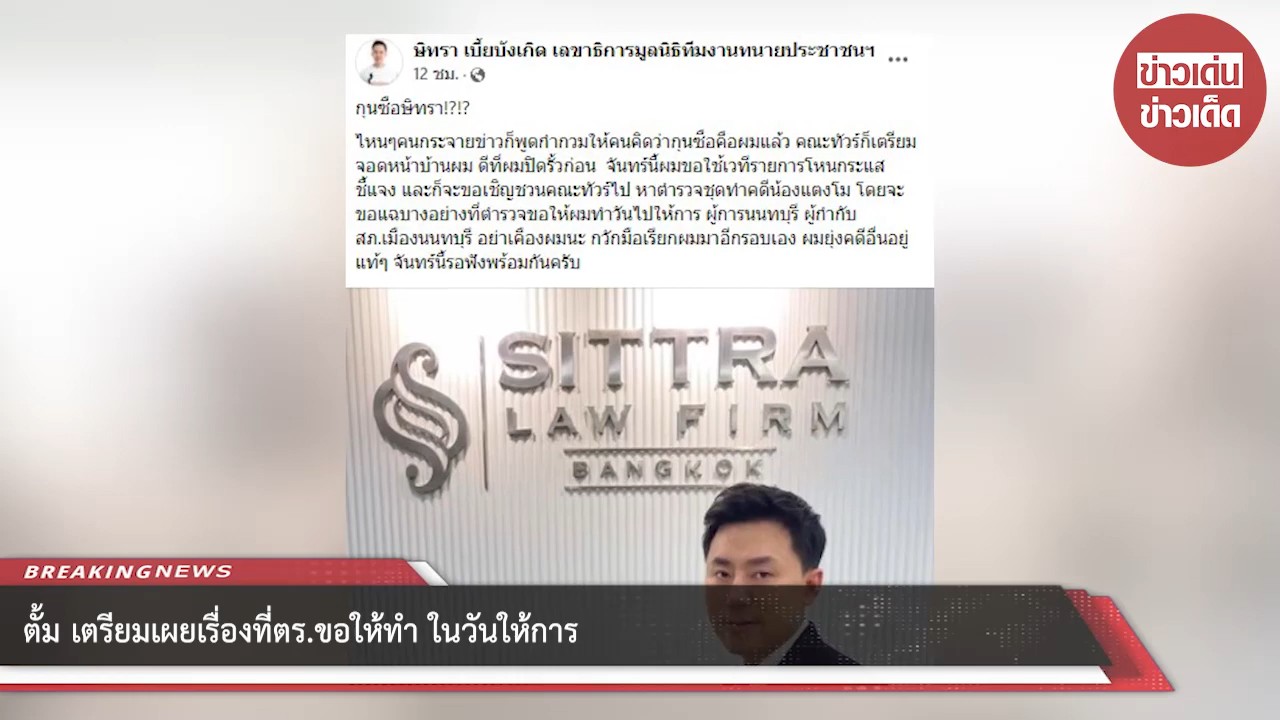 ษิทรา เบี้ยบังเกิด เลขาธิการมูลนิธิทีมงานทนายประชาชนฯ
12 ชม.
กุนซือษิทรา!?!?
ไหนๆคนกระจายข่าวก็พูดกำกวมให้คนคิดว่ากุนซือคือผมแล้ว คณะทัวร์ก็เตรียม
จอดหน้าบ้านผม ดีที่ผมปิดรั้วก่อน จันทร์นี้ผมขอใช้เวทีรายการโหนกระแส
ชี้แจง และก็จะขอเชิญชวนคณะทัวร์ไป หาตำรวจชุดทำคดีน้องแตงโม โดยจะ
ขอแฉบางอย่างที่ตำรวจขอให้ผมทำวันไปให้การ ผู้การนนทบุรี ผู้กำกับ
สภ.เมืองนนทบุรี อย่าเคืองผมนะ กวักมือเรียกผมมาอีกรอบเอง ผมยุ่งคดีอื่นอยู่
แท้ๆ จันทร์นี้รอฟังพร้อมกันครับ
ข่าวเด่น
ข่าวเด็ด
SITTRA
LAW FIRM
BANGKOK
BREAKINGNEWS
ตั้ม เตรียมเผยเรื่องที่ตร.ขอให้ทำ ในวันให้การ